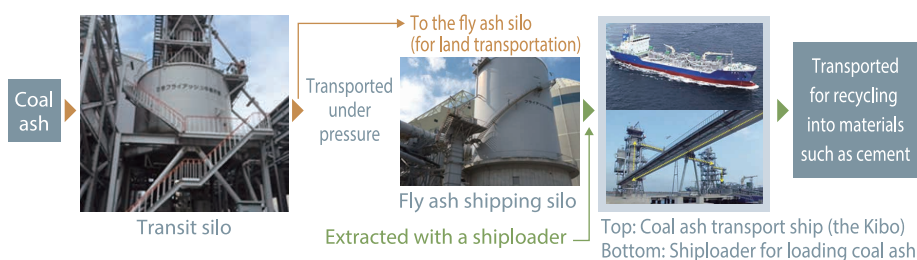 Coal
ash
Transit silo
To the fly ash silo
(for land transportation)
Transported
under
pressure
Fly ash shipping silo
Extracted with a shiploader
Top: Coal ash transport ship (the Kibo)
Bottom: Shiploader for loading coal ash
Transported
for recycling
into materials
such as cement